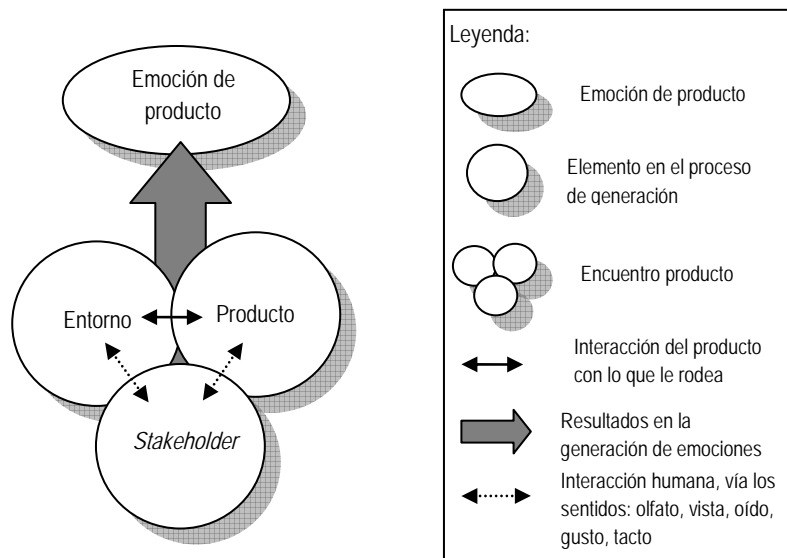 Emoción de
producto
Entorno
Producto
Stakeholder
Leyenda:
Emoción de producto
Elemento en el proceso
de generación
Encuentro producto
Interacción del producto
con lo que le rodea
Resultados en la
generación de emociones
Interacción humana, vía los
sentidos: olfato, vista, oído,
gusto, tacto